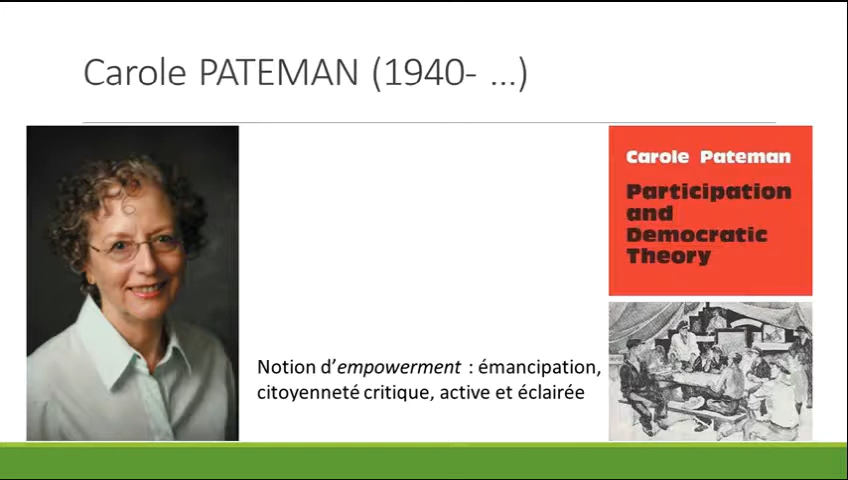 Carole PATEMAN (1940- ...)
Carole Pateman
Participation
and
Democratic
Theory
Notion d'empowerment : émancipation,
citoyenneté critique, active et éclairée